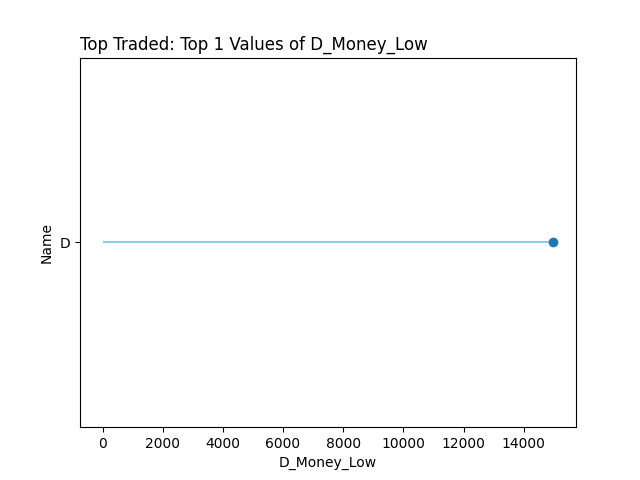 Top Traded: Top 1 Values of D_Money_Low
Name
D
0 2000 4000 6000 8000 10000 12000 14000
D_Money_Low